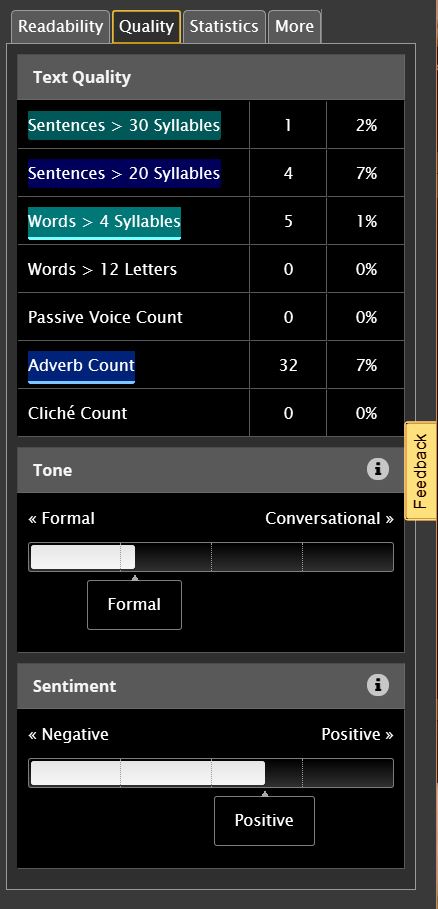 Readability Quality Statistics More
Text Quality
Sentences > 30 Syllables 1 2%
Sentences > 20 Syllables 4 7%
Words > 4 Syllables 5 1%
Words > 12 Letters 0 0%
Passive Voice Count 0 0%
Adverb Count 32 7%
Cliché Count 0 0%
Feedback
Tone
« Formal Conversational »
Formal
Sentiment
« Negative Positive »
Positive